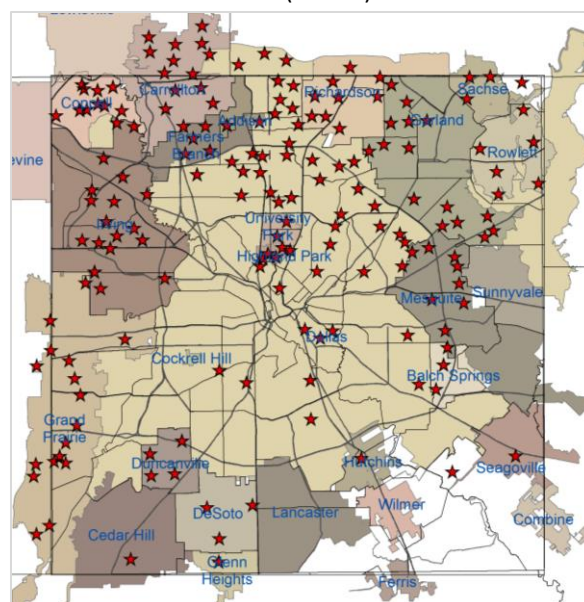 Coppell
Carrollton
Richardson
Sachse
Addison
Garland
Farmers
Branch
Rowlett
evine
Irving
University
Park
Highland Park
Mesquite
Sunnyvale
Dallas
Cockrell Hill
Balch Springs
Grand
Prairie
Duncanville
Hutchins
Seagoville
DeSoto
Lancaster
Wilmer
Combine
Cedar Hill
Glenn
Heights
Ferris